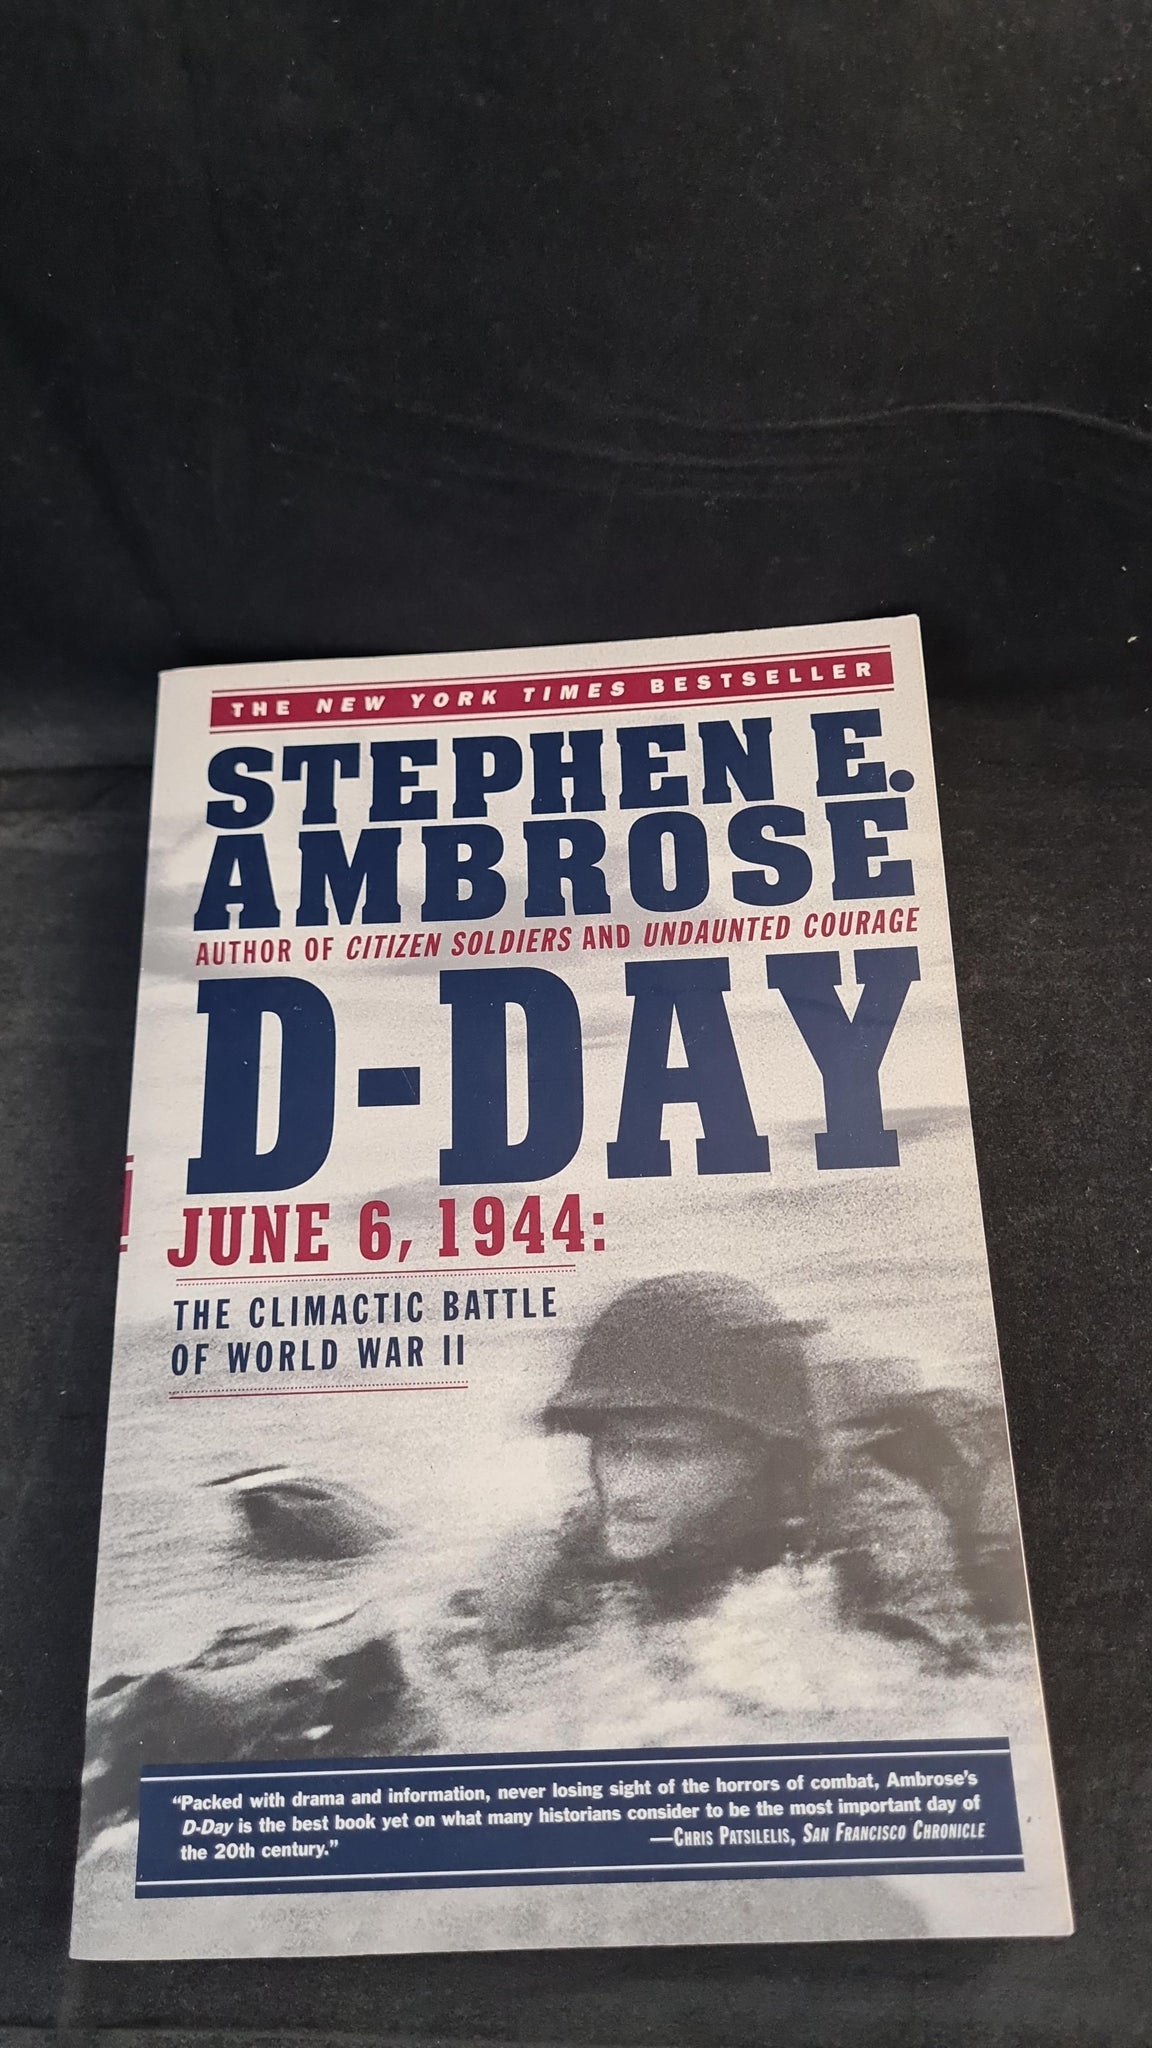 THE NEW YORK TIMES BESTSELLER
STEPHEN E.
AMBROSE
AUTHOR OF CITIZEN SOLDIERS AND UNDAUNTED COURAGE
D-DAY
JUNE 6, 1944:
THE CLIMACTIC BATTLE
OF WORLD WAR II
“Packed with drama and information, never losing sight of the horrors of combat, Ambrose’s
D-Day is the best book yet on what many historians consider to be the most important day of
the 20th century.”
—CHRIS PATSILELIS, SAN FRANCISCO CHRONICLE